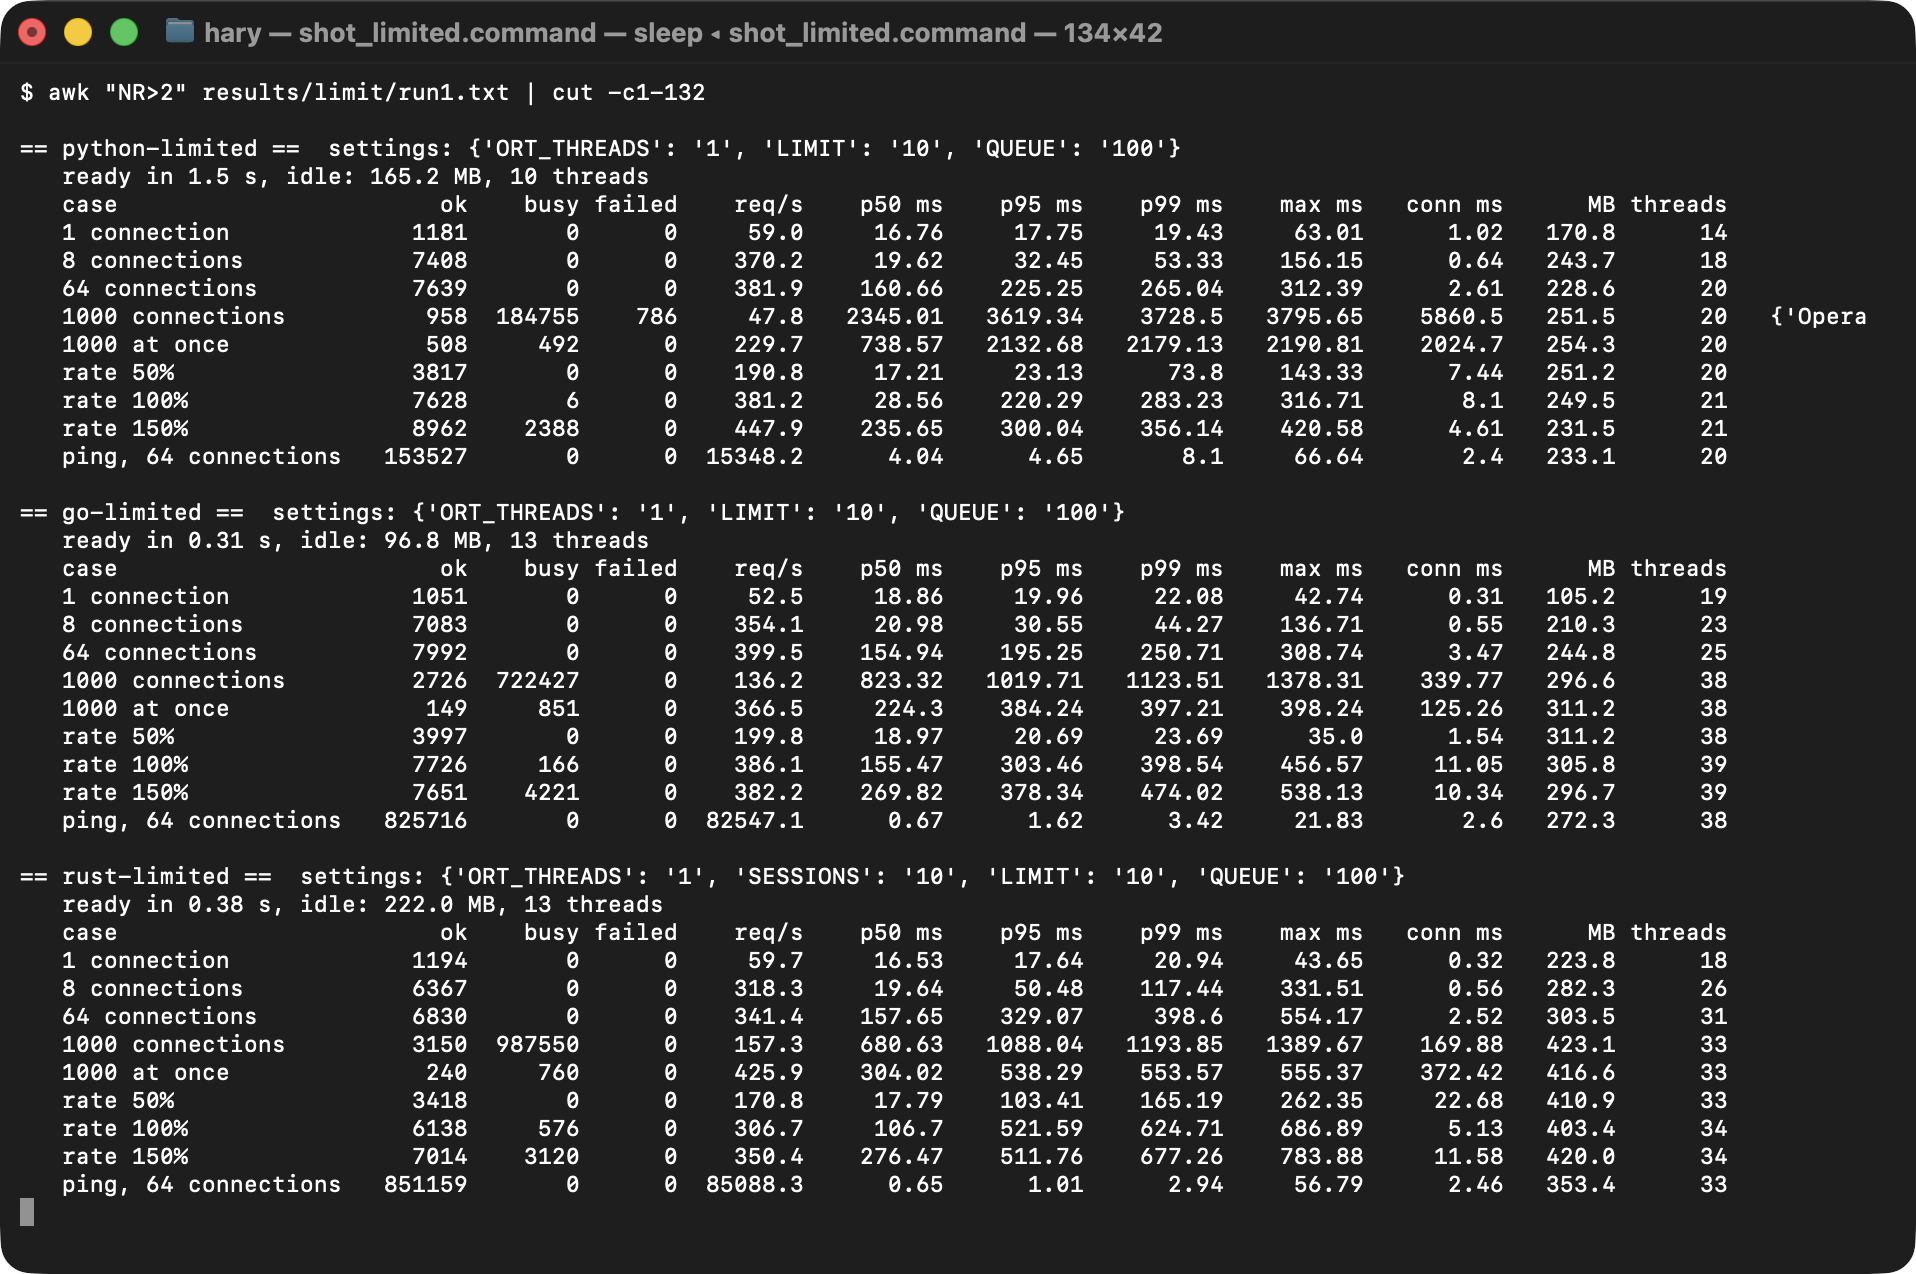 hary — shot_limited.command — sleep ◂ shot_limited.command — 134×42
$ awk "NR>2" results/limit/run1.txt | cut -c1-132
== python-limited ==  settings: {'ORT_THREADS': '1', 'LIMIT': '10', 'QUEUE': '100'}
   ready in 1.5 s, idle: 165.2 MB, 10 threads
   case                       ok    busy failed    req/s    p50 ms    p95 ms    p99 ms    max ms   conn ms      MB threads
   1 connection             1181       0      0     59.0     16.76     17.75     19.43     63.01      1.02   170.8      14
   8 connections            7408       0      0    370.2     19.62     32.45     53.33    156.15      0.64   243.7      18
   64 connections           7639       0      0    381.9    160.66    225.25    265.04    312.39      2.61   228.6      20
   1000 connections          958  184755    786     47.8   2345.01   3619.34    3728.5   3795.65    5860.5   251.5      20   {'Opera
   1000 at once              508     492      0    229.7    738.57   2132.68   2179.13   2190.81    2024.7   254.3      20
   rate 50%                 3817       0      0    190.8     17.21     23.13      73.8    143.33      7.44   251.2      20
   rate 100%                7628       6      0    381.2     28.56    220.29    283.23    316.71       8.1   249.5      21
   rate 150%                8962    2388      0    447.9    235.65    300.04    356.14    420.58      4.61   231.5      21
   ping, 64 connections   153527       0      0  15348.2      4.04      4.65       8.1     66.64       2.4   233.1      20
== go-limited ==  settings: {'ORT_THREADS': '1', 'LIMIT': '10', 'QUEUE': '100'}
   ready in 0.31 s, idle: 96.8 MB, 13 threads
   case                       ok    busy failed    req/s    p50 ms    p95 ms    p99 ms    max ms   conn ms      MB threads
   1 connection             1051       0      0     52.5     18.86     19.96     22.08     42.74      0.31   105.2      19
   8 connections            7083       0      0    354.1     20.98     30.55     44.27    136.71      0.55   210.3      23
   64 connections           7992       0      0    399.5    154.94    195.25    250.71    308.74      3.47   244.8      25
   1000 connections         2726  722427      0    136.2    823.32   1019.71   1123.51   1378.31    339.77   296.6      38
   1000 at once              149     851      0    366.5     224.3    384.24    397.21    398.24    125.26   311.2      38
   rate 50%                 3997       0      0    199.8     18.97     20.69     23.69      35.0      1.54   311.2      38
   rate 100%                7726     166      0    386.1    155.47    303.46    398.54    456.57     11.05   305.8      39
   rate 150%                7651    4221      0    382.2    269.82    378.34    474.02    538.13     10.34   296.7      39
   ping, 64 connections   825716       0      0  82547.1      0.67      1.62      3.42     21.83       2.6   272.3      38
== rust-limited ==  settings: {'ORT_THREADS': '1', 'SESSIONS': '10', 'LIMIT': '10', 'QUEUE': '100'}
   ready in 0.38 s, idle: 222.0 MB, 13 threads
   case                       ok    busy failed    req/s    p50 ms    p95 ms    p99 ms    max ms   conn ms      MB threads
   1 connection             1194       0      0     59.7     16.53     17.64     20.94     43.65      0.32   223.8      18
   8 connections            6367       0      0    318.3     19.64     50.48    117.44    331.51      0.56   282.3      26
   64 connections           6830       0      0    341.4    157.65    329.07     398.6    554.17      2.52   303.5      31
   1000 connections         3150  987550      0    157.3    680.63   1088.04   1193.85   1389.67    169.88   423.1      33
   1000 at once              240     760      0    425.9    304.02    538.29    553.57    555.37    372.42   416.6      33
   rate 50%                 3418       0      0    170.8     17.79    103.41    165.19    262.35     22.68   410.9      33
   rate 100%                6138     576      0    306.7     106.7    521.59    624.71    686.89      5.13   403.4      34
   rate 150%                7014    3120      0    350.4    276.47    511.76    677.26    783.88     11.58   420.0      34
   ping, 64 connections   851159       0      0  85088.3      0.65      1.01      2.94     56.79      2.46   353.4      33